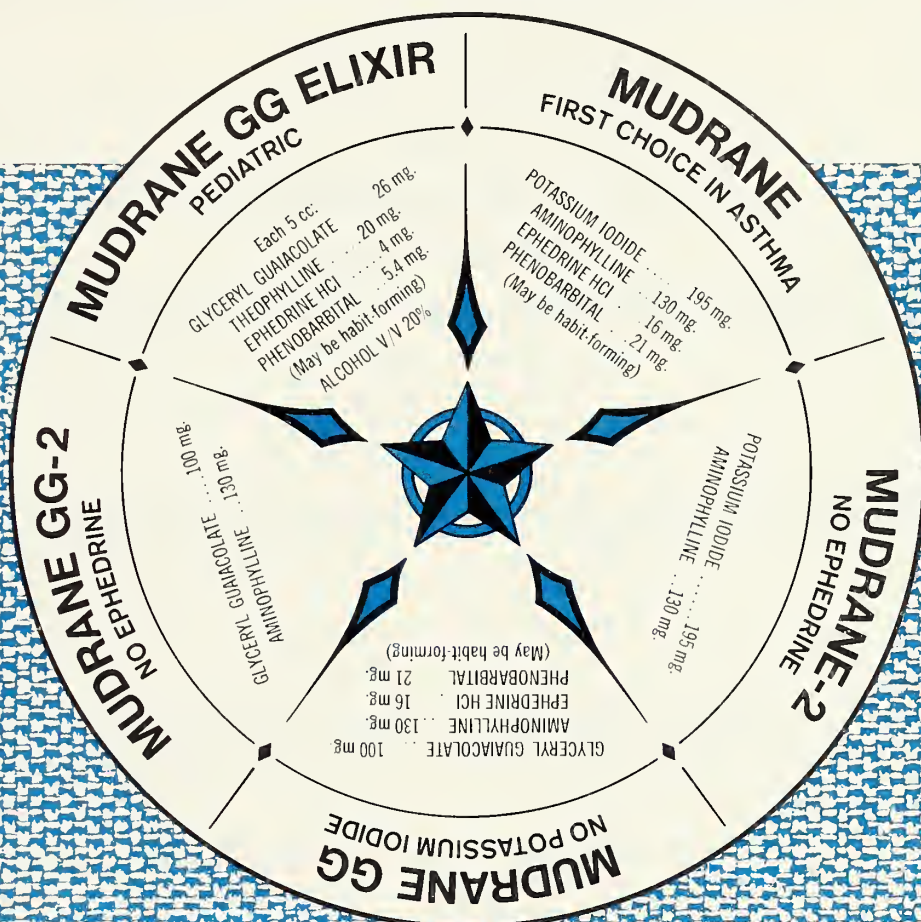 MUDRANE
FIRST CHOICE IN ASTHMA
POTASSIUM IODIDE ... 195 mg.
AMINOPHYLLINE ... 130 mg.
EPHEDRINE HCl ... 16 mg.
PHENOBARBITAL ... 21 mg.
(May be habit-forming)
MUDRANE-2
NO EPHEDRINE
POTASSIUM IODIDE ...... 195 mg.
AMINOPHYLLINE .. 130 mg.
MUDRANE GG
NO POTASSIUM IODIDE
GLYCERYL GUAIACOLATE .. 100 mg
AMINOPHYLLINE .. 130 mg.
EPHEDRINE HCl . 16 mg.
PHENOBARBITAL 21 mg.
(May be habit-forming)
MUDRANE GG-2
NO EPHEDRINE
GLYCERYL GUAIACOLATE .... 100 mg.
AMINOPHYLLINE .. 130 mg.
MUDRANE GG ELIXIR
PEDIATRIC
Each 5 cc:
GLYCERYL GUAIACOLATE 26 mg.
THEOPHYLLINE .... 20 mg.
EPHEDRINE HCl .... 4 mg.
PHENOBARBITAL .. 5.4 mg.
(May be habit-forming)
ALCOHOL V/V 20%